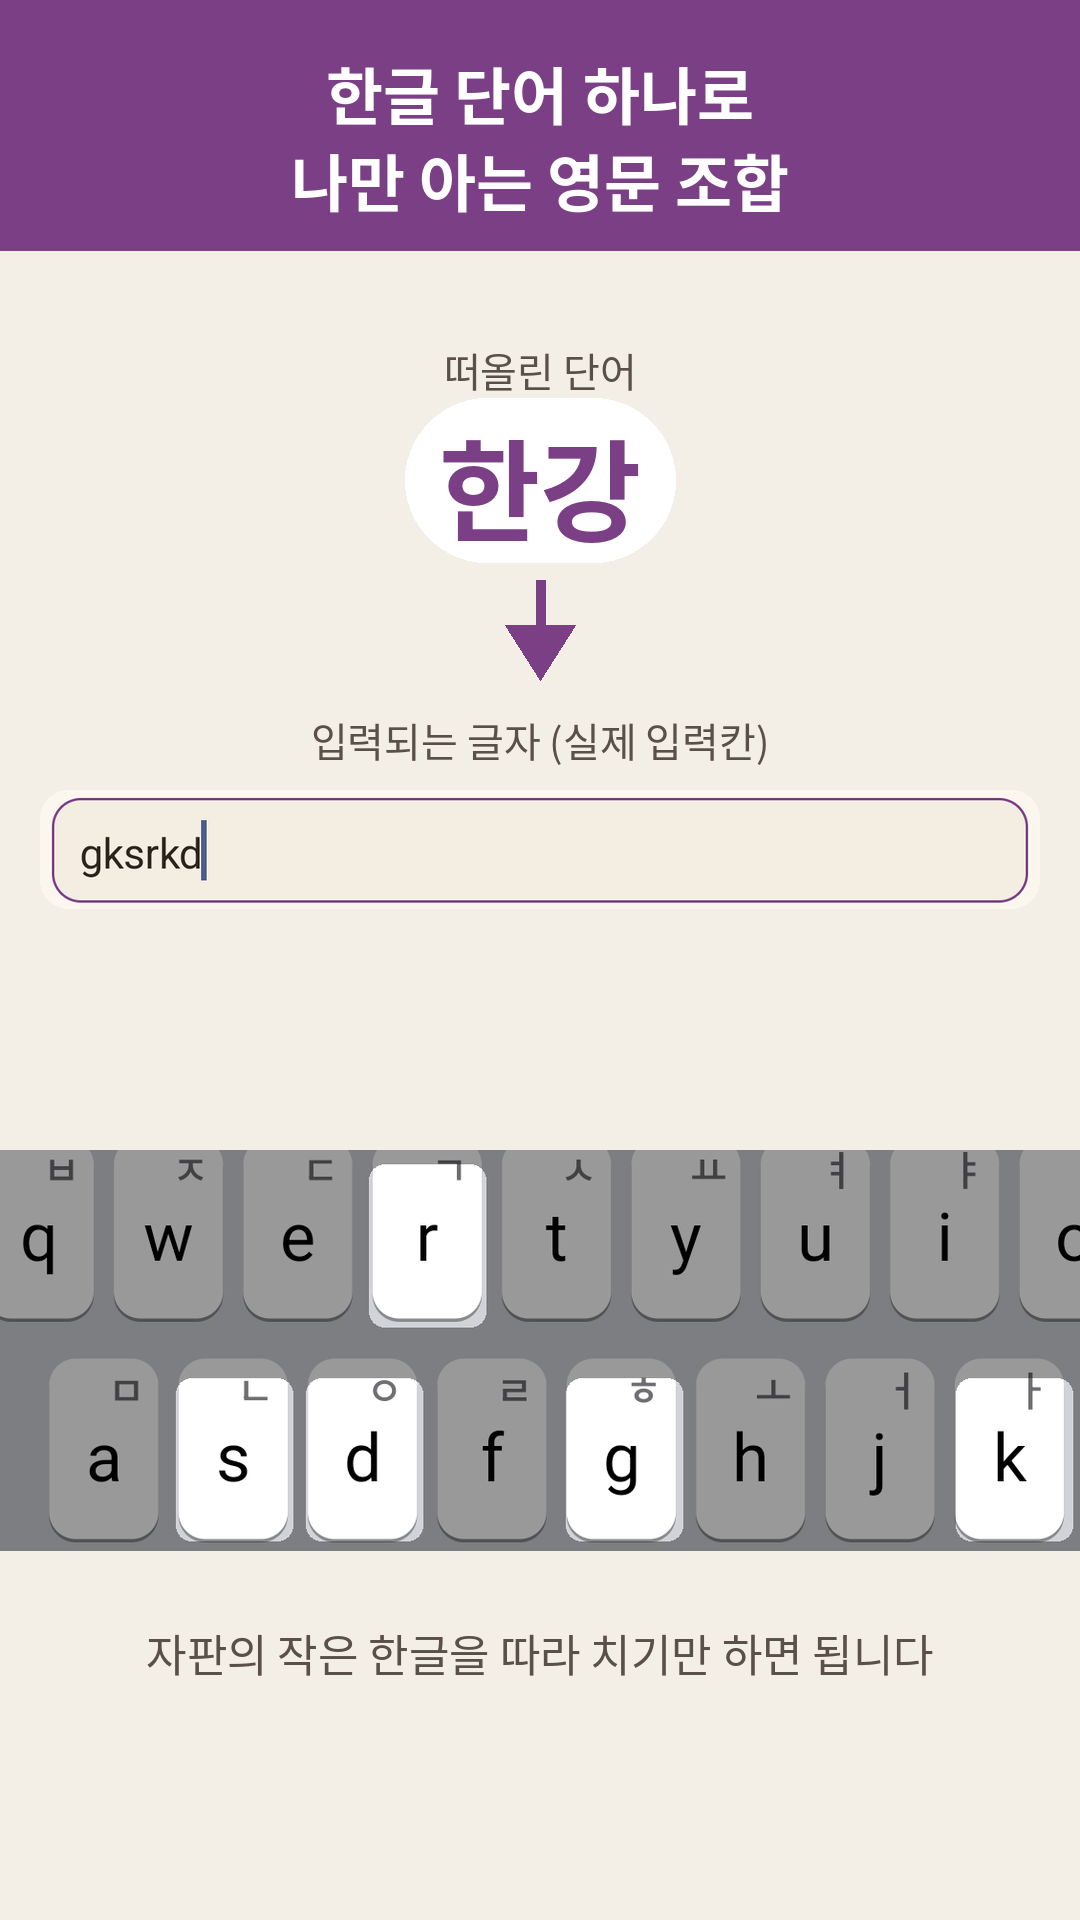 한글 단어 하나로
나만 아는 영문 조합
떠올린 단어
한강
입력되는 글자 (실제 입력칸)
gksrkd
ㅂ ㅈ ㄷ ㄱ ㅅ ㅛ ㅕ ㅑ
q w e r t y u i
ㅁ ㄴ ㅇ ㄹ ㅎ ㅗ ㅓ ㅏ
a s d f g h j k
자판의 작은 한글을 따라 치기만 하면 됩니다